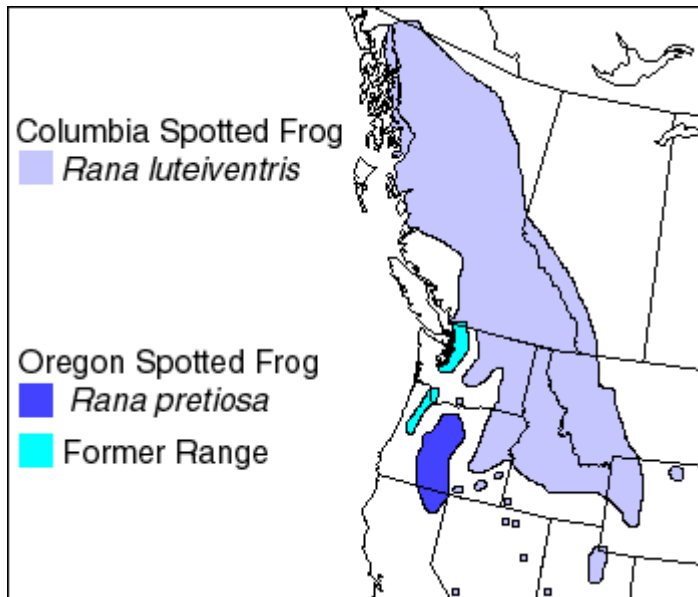 Columbia Spotted Frog
Rana luteiventris
Oregon Spotted Frog
Rana pretiosa
Former Range